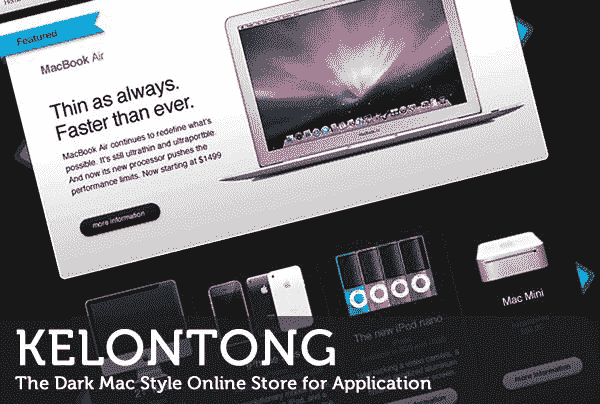 Featured
MacBook Air
Thin as always.
Faster than ever.
MacBook Air continues to redefine what's
possible. It's still ultrathin and ultraportble.
And now its new processor pushes the
performance limits. Now starting at $1499
more information
Mac Mini
The new iPod nano
more information
KELONTONG
The Dark Mac Style Online Store for Application